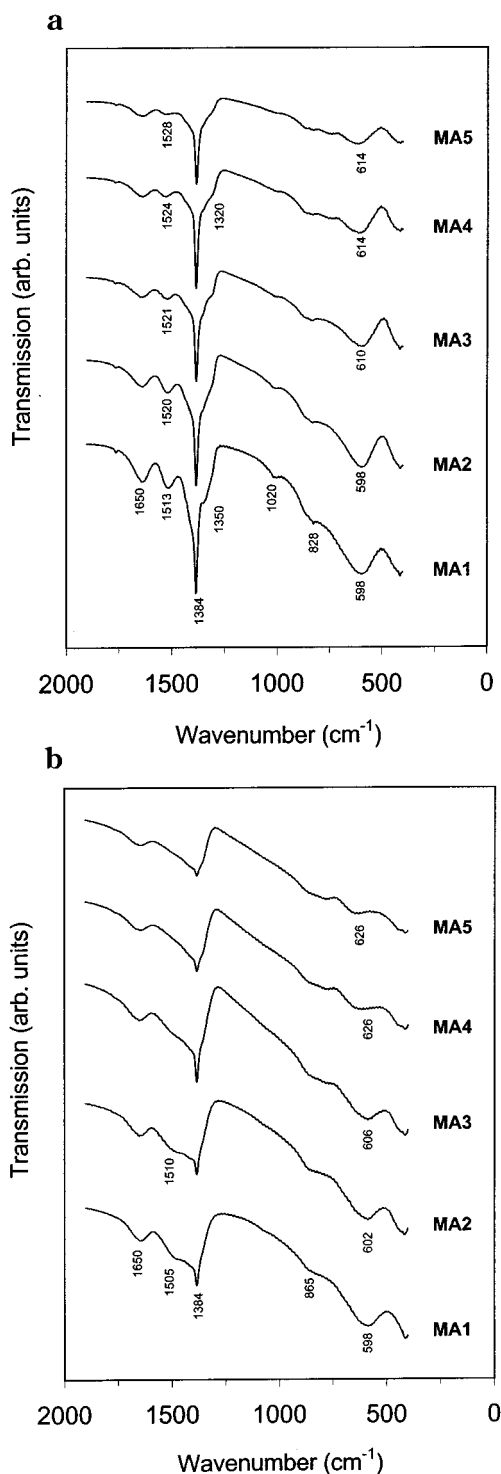 a
Transmission (arb. units)
1528
614
MA5
1524
1320
614
MA4
1521
610
MA3
1520
598
MA2
1650
1513
1384
1350
1020
828
598
MA1
2000 1500 1000 500 0
Wavenumber (cm⁻¹)
b
Transmission (arb. units)
626
MA5
626
MA4
606
MA3
1510
602
MA2
1650
1505
1384
865
598
MA1
2000 1500 1000 500 0
Wavenumber (cm⁻¹)